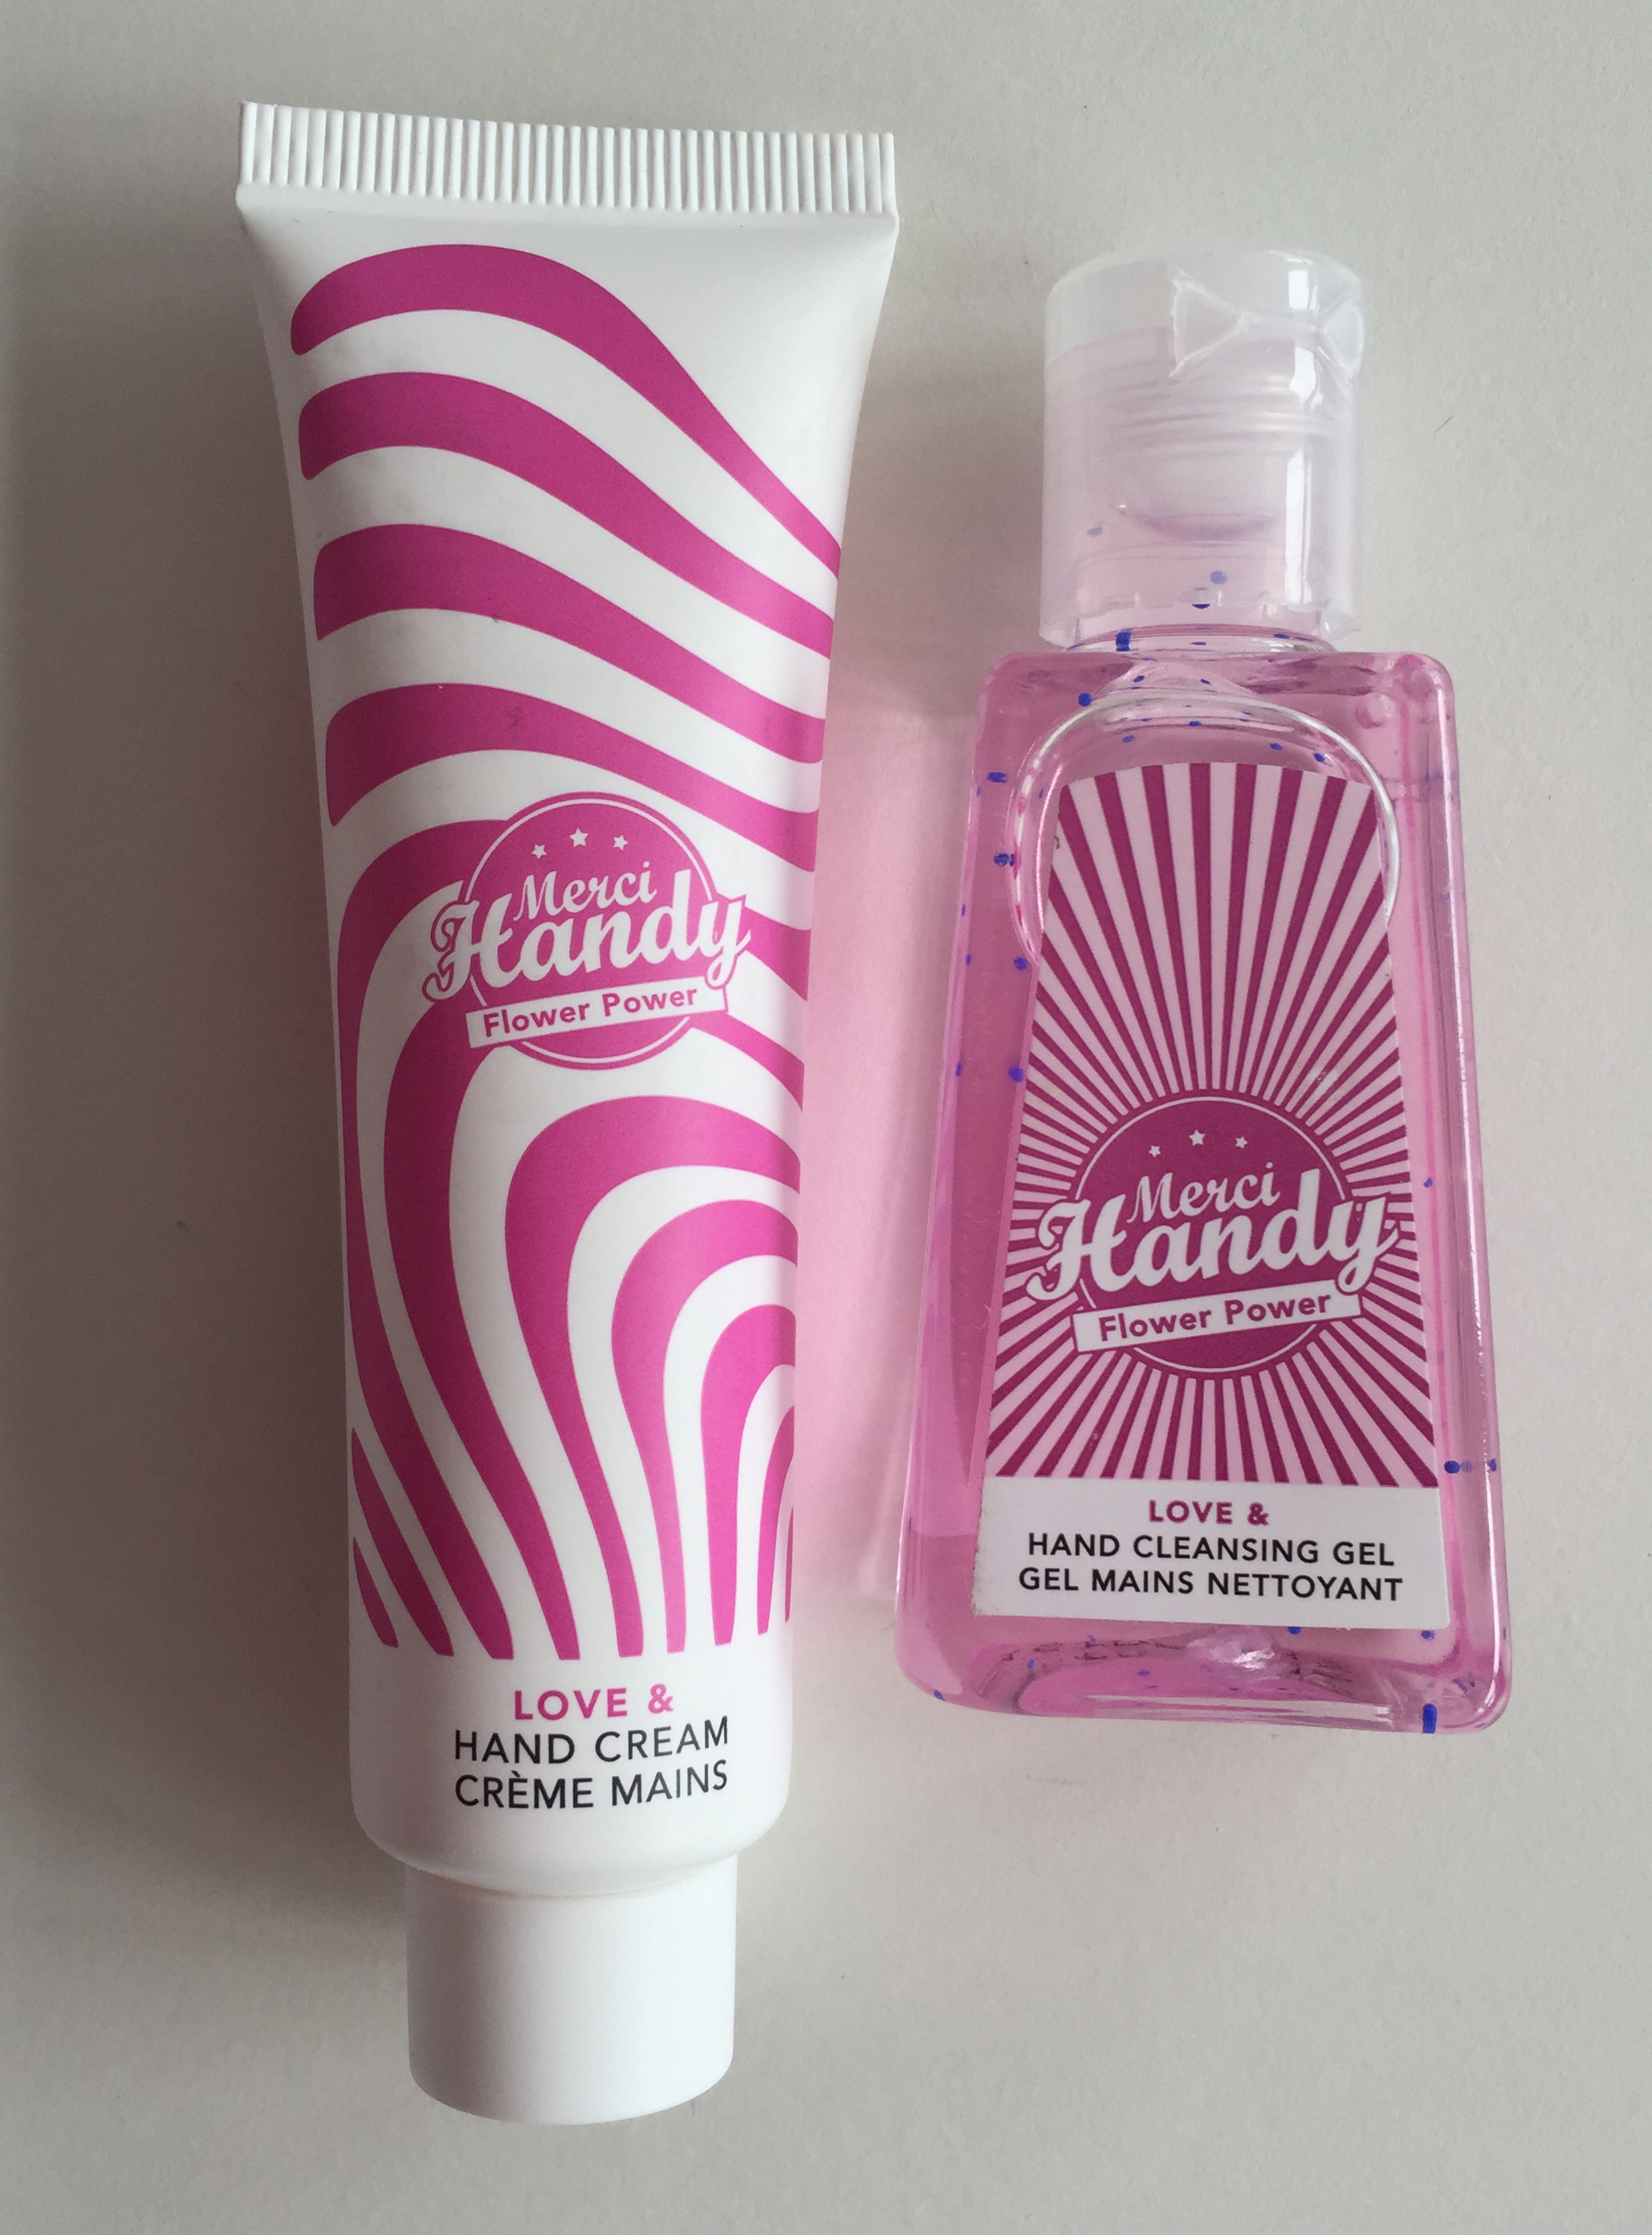 Merci
Handy
Flower Power
LOVE &
HAND CREAM
CRÈME MAINS
Merci
Handy
Flower Power
LOVE &
HAND CLEANSING GEL
GEL MAINS NETTOYANT